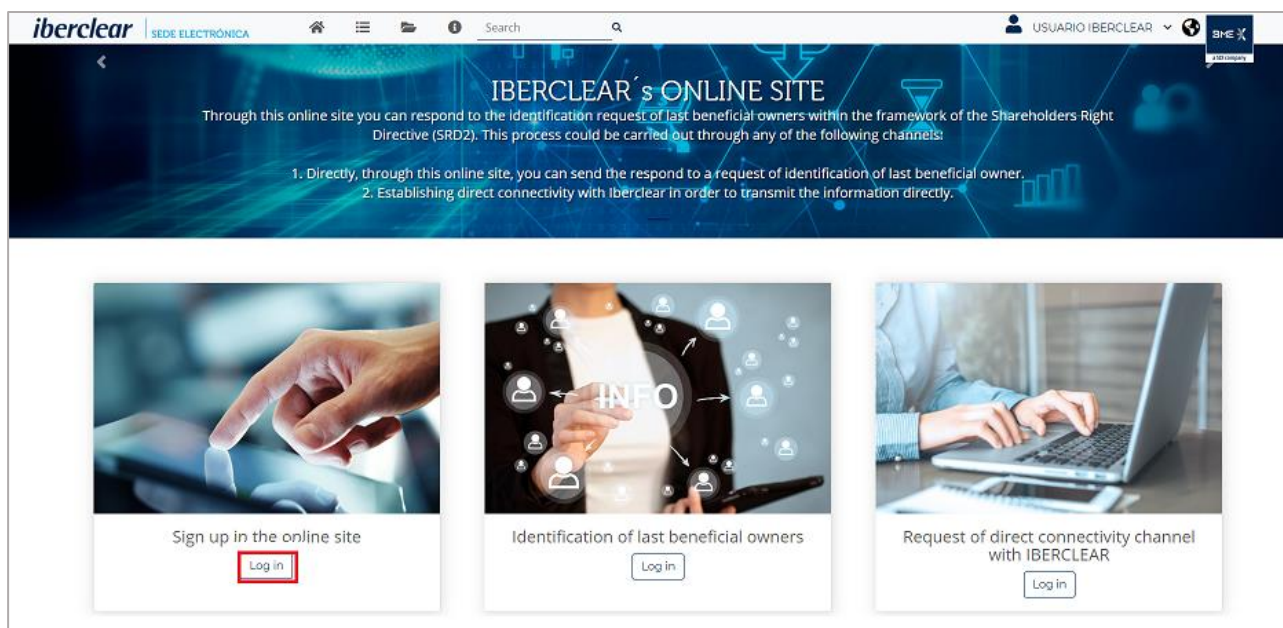 iberclear SEDE ELECTRÓNICA Search USUARIO IBERCLEAR
BME X
a SIX company
IBERCLEAR´s ONLINE SITE
Through this online site you can respond to the identification request of last beneficial owners within the framework of the Shareholders Right
Directive (SRD2). This process could be carried out through any of the following channels:
1. Directly, through this online site, you can send the respond to a request of identification of last beneficial owner.
2. Establishing direct connectivity with Iberclear in order to transmit the information directly.
INFO
Sign up in the online site
Log in
Identification of last beneficial owners
Log in
Request of direct connectivity channel
with IBERCLEAR
Log in